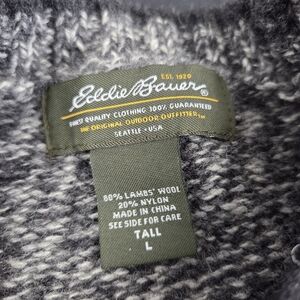 EST. 1920
Eddie Bauer®
FINEST QUALITY CLOTHING 100% GUARANTEED
THE ORIGINAL OUTDOOR OUTFITTER™
SEATTLE • USA
80% LAMBS' WOOL
20% NYLON
MADE IN CHINA
SEE SIDE FOR CARE
TALL
L